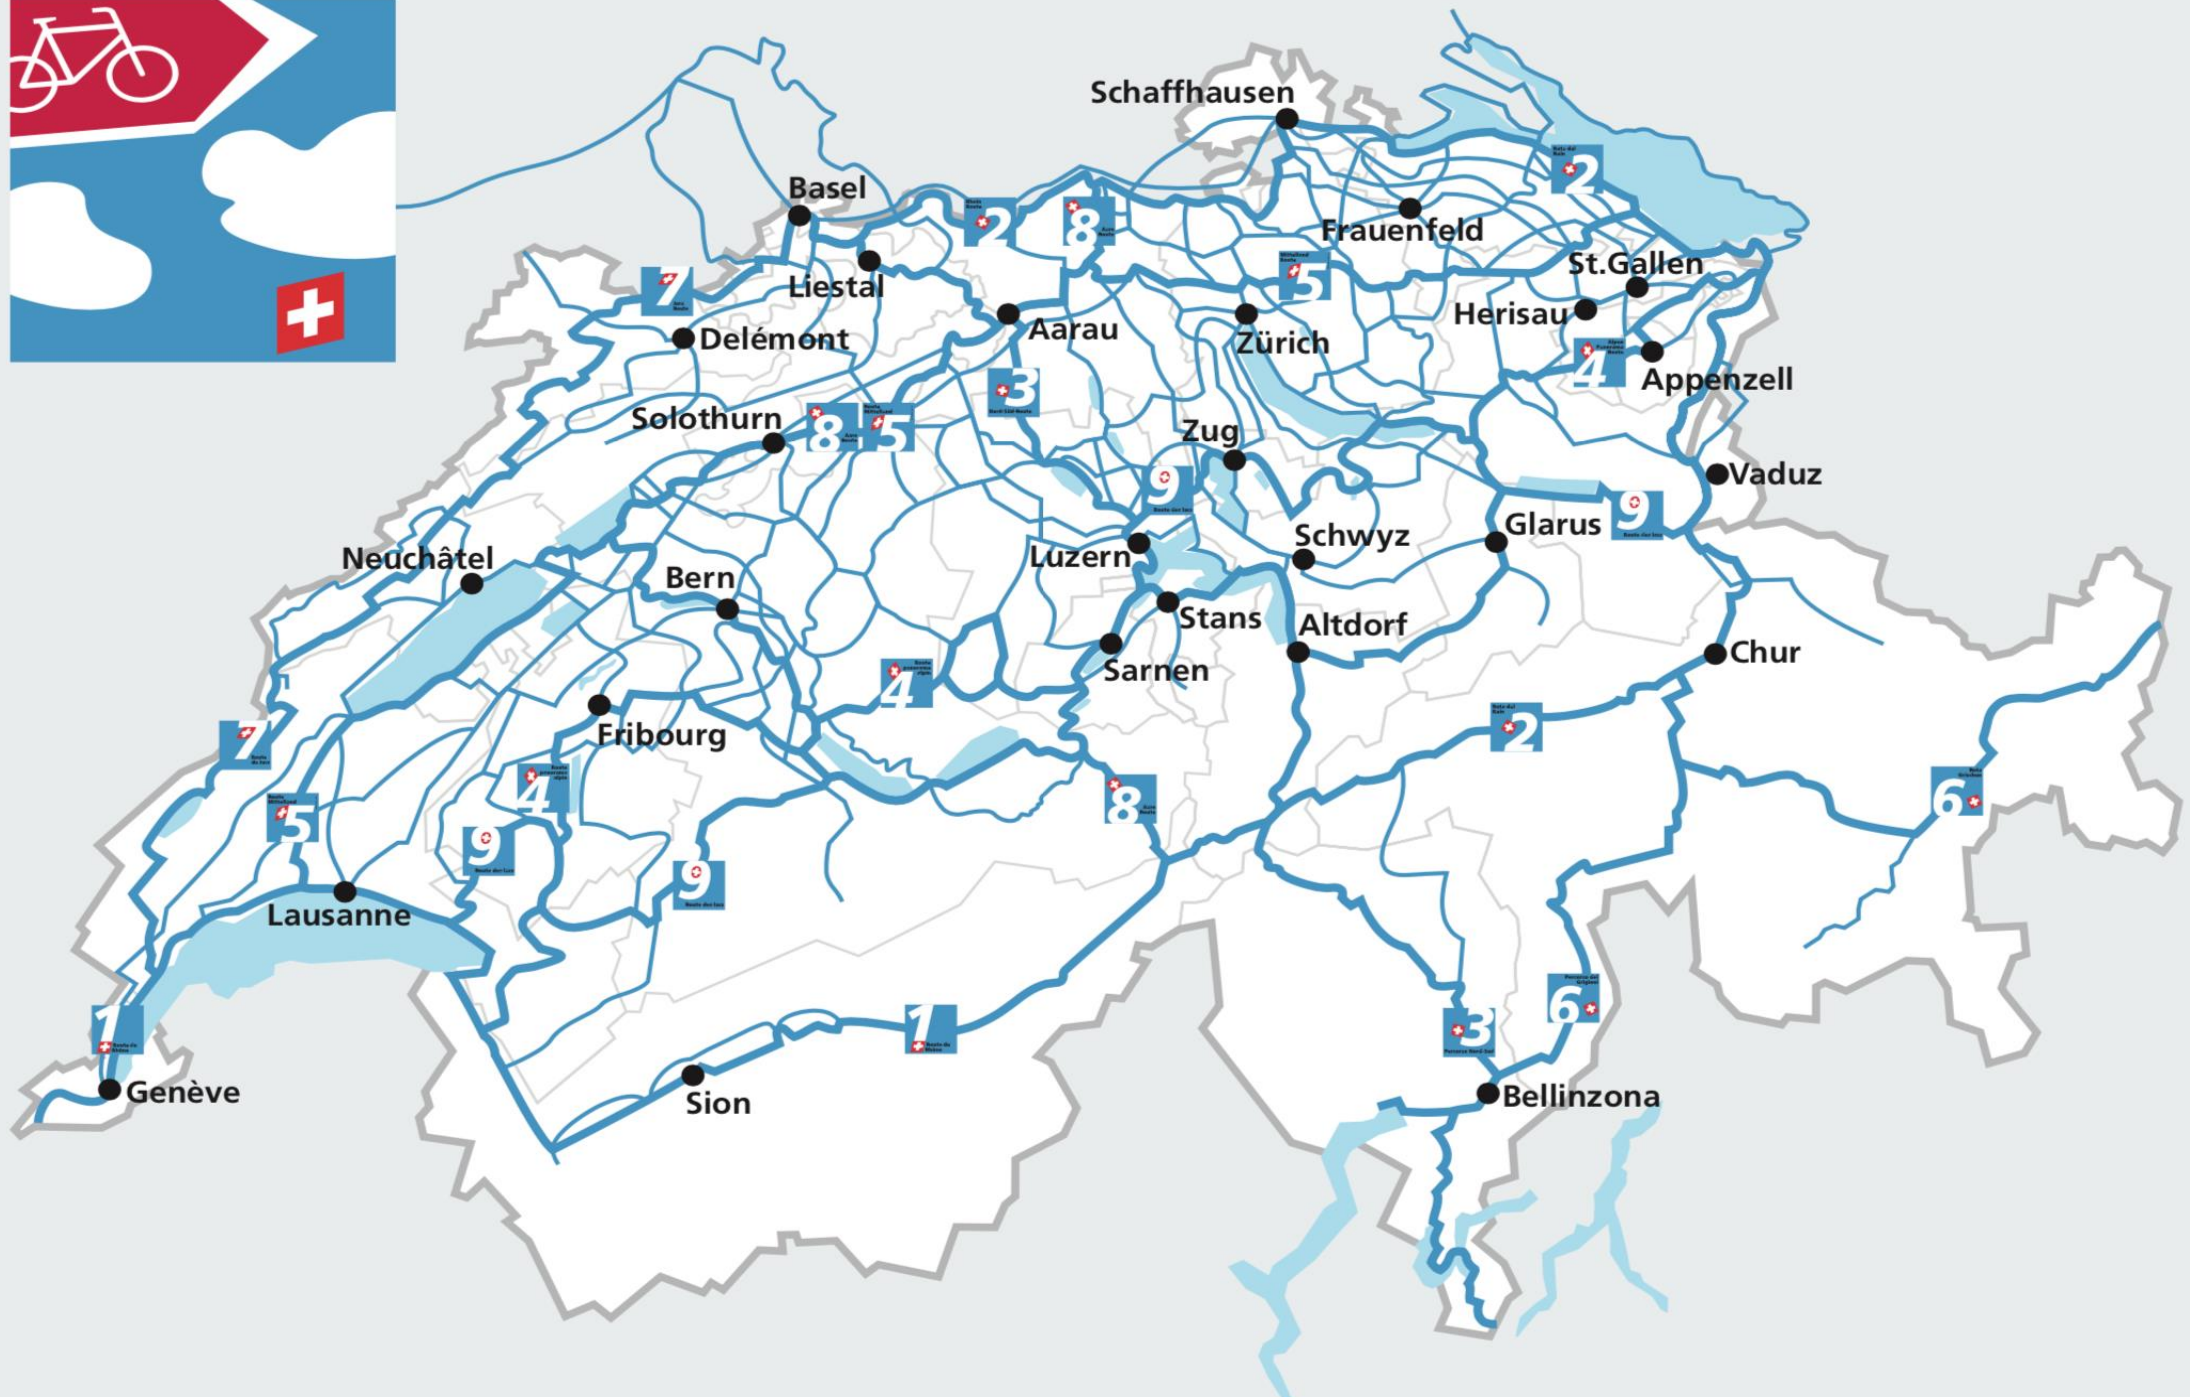 Schaffhausen
Basel
2
2
8
Frauenfeld
5
St.Gallen
Liestal
7
Herisau
Aarau
Zürich
Delémont
4
Appenzell
3
Solothurn
8
5
Zug
Vaduz
9
9
Glarus
Schwyz
Neuchâtel
Luzern
Bern
Stans
Altdorf
Chur
Sarnen
4
Fribourg
2
7
4
8
6
5
9
9
Lausanne
6
1
1
3
Genève
Sion
Bellinzona